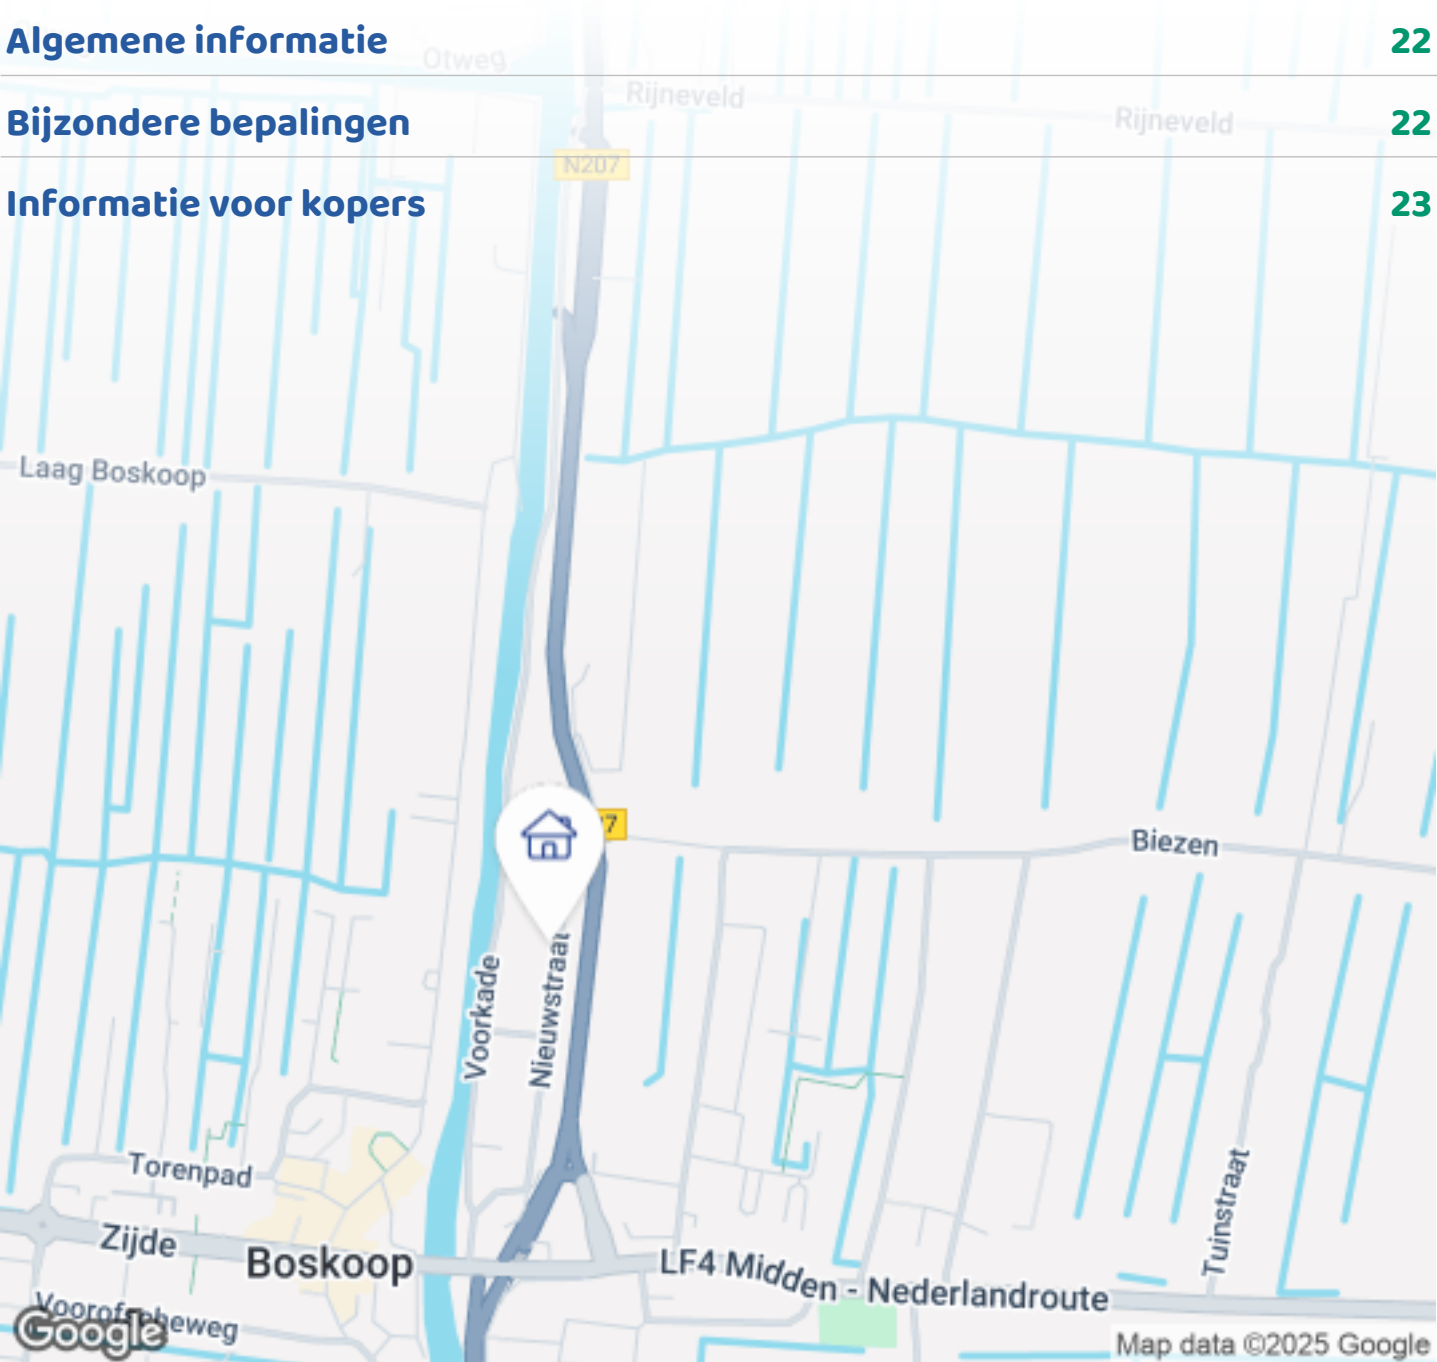 Algemene informatie 22
Otweg
Rijneveld
Rijneveld
Bijzondere bepalingen 22
N207
Informatie voor kopers 23
Laag Boskoop
7
Biezen
Voorkade
Nieuwstraat
Torenpad
Tuinstraat
Zijde
Boskoop
LF4 Midden - Nederlandroute
Google
Map data ©2025 Google